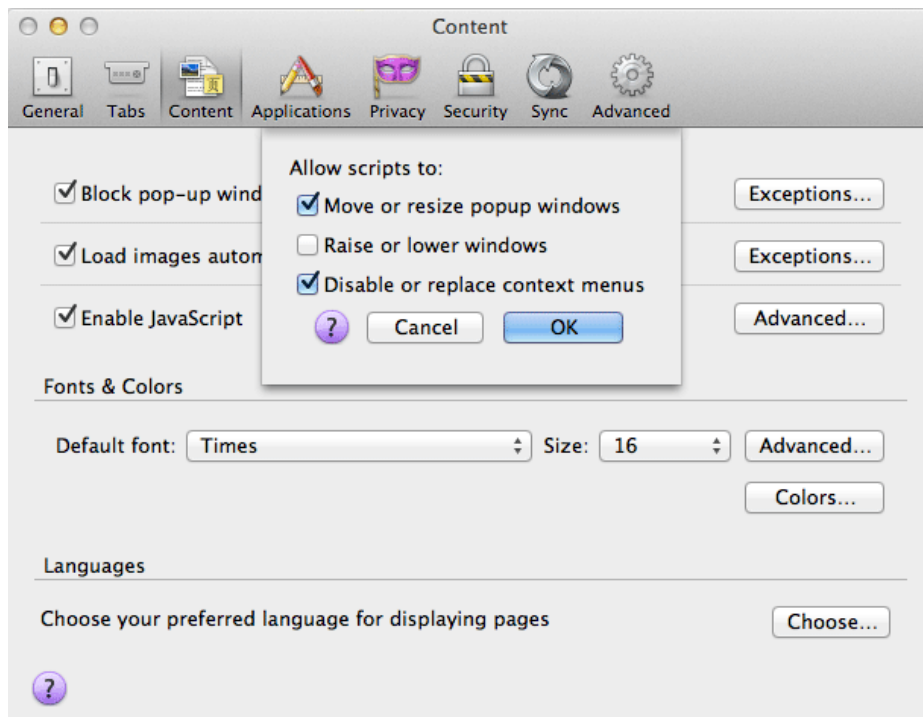 Content
General Tabs Content Applications Privacy Security Sync Advanced
Allow scripts to:
Move or resize popup windows
Raise or lower windows
Disable or replace context menus
? Cancel OK
Block pop-up wind Exceptions...
Load images autom Exceptions...
Enable JavaScript Advanced...
Fonts & Colors
Default font: Times Size: 16 Advanced...
Colors...
Languages
Choose your preferred language for displaying pages Choose...
?